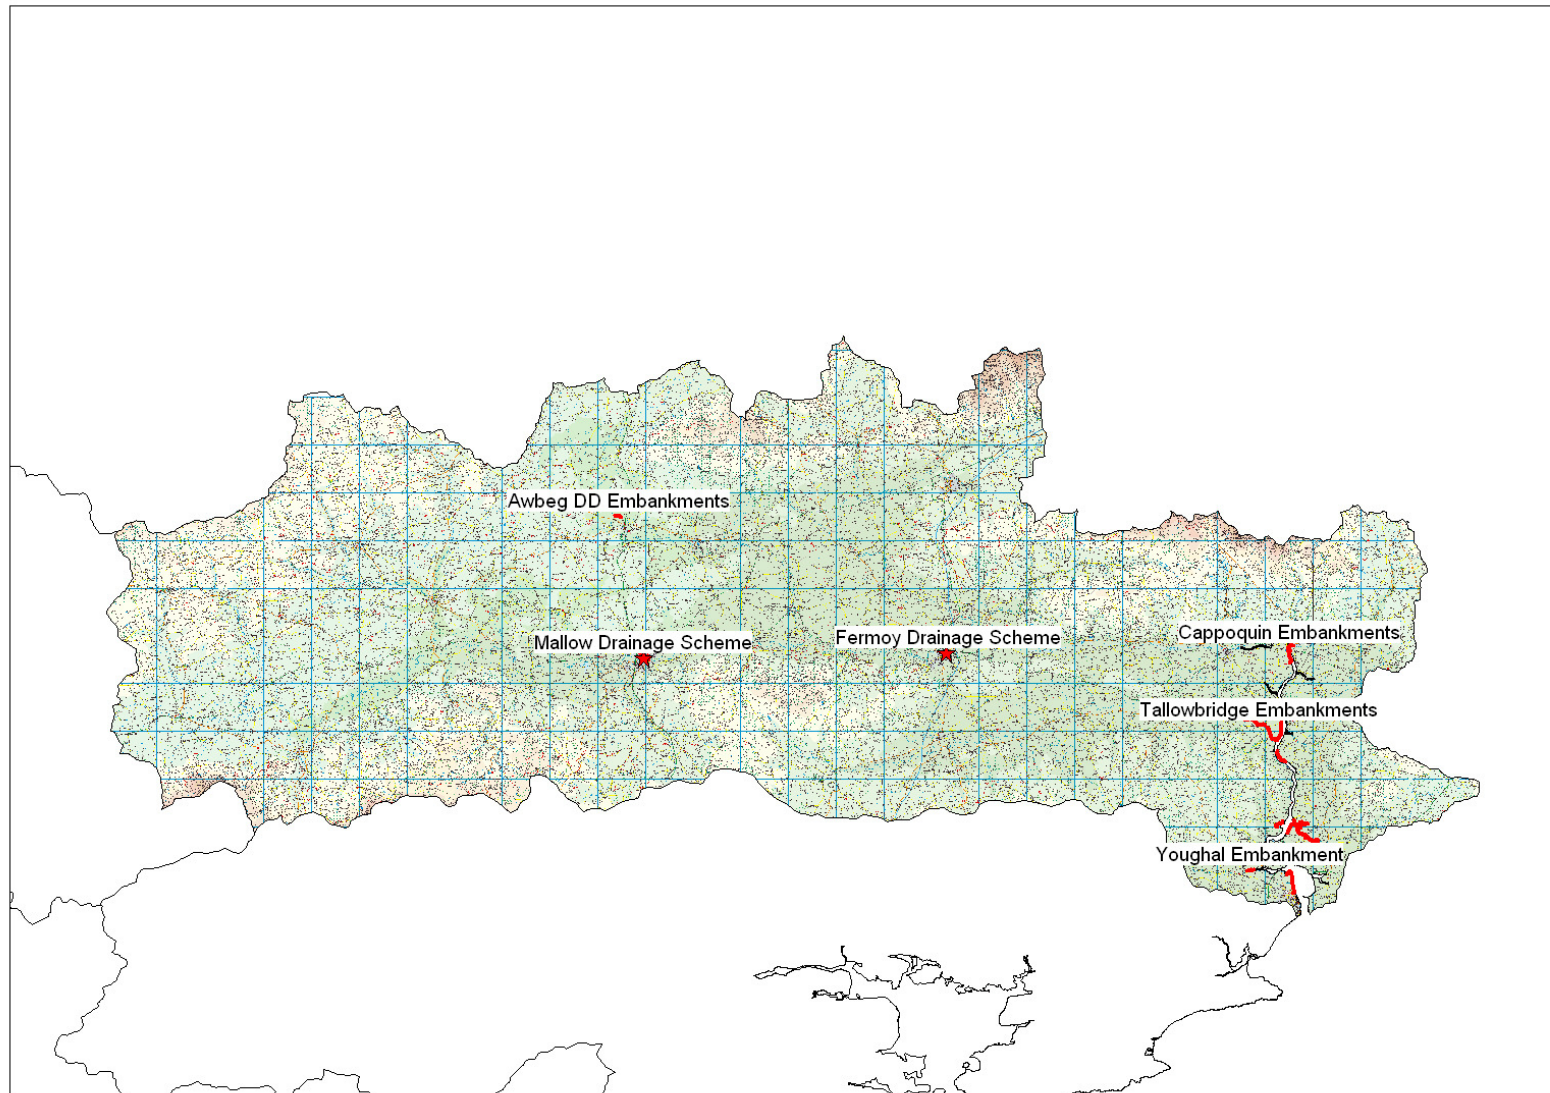 Awbeg DD Embankments
Mallow Drainage Scheme
Fermoy Drainage Scheme
Cappoquin Embankments
Tallowbridge Embankments
Youghal Embankment